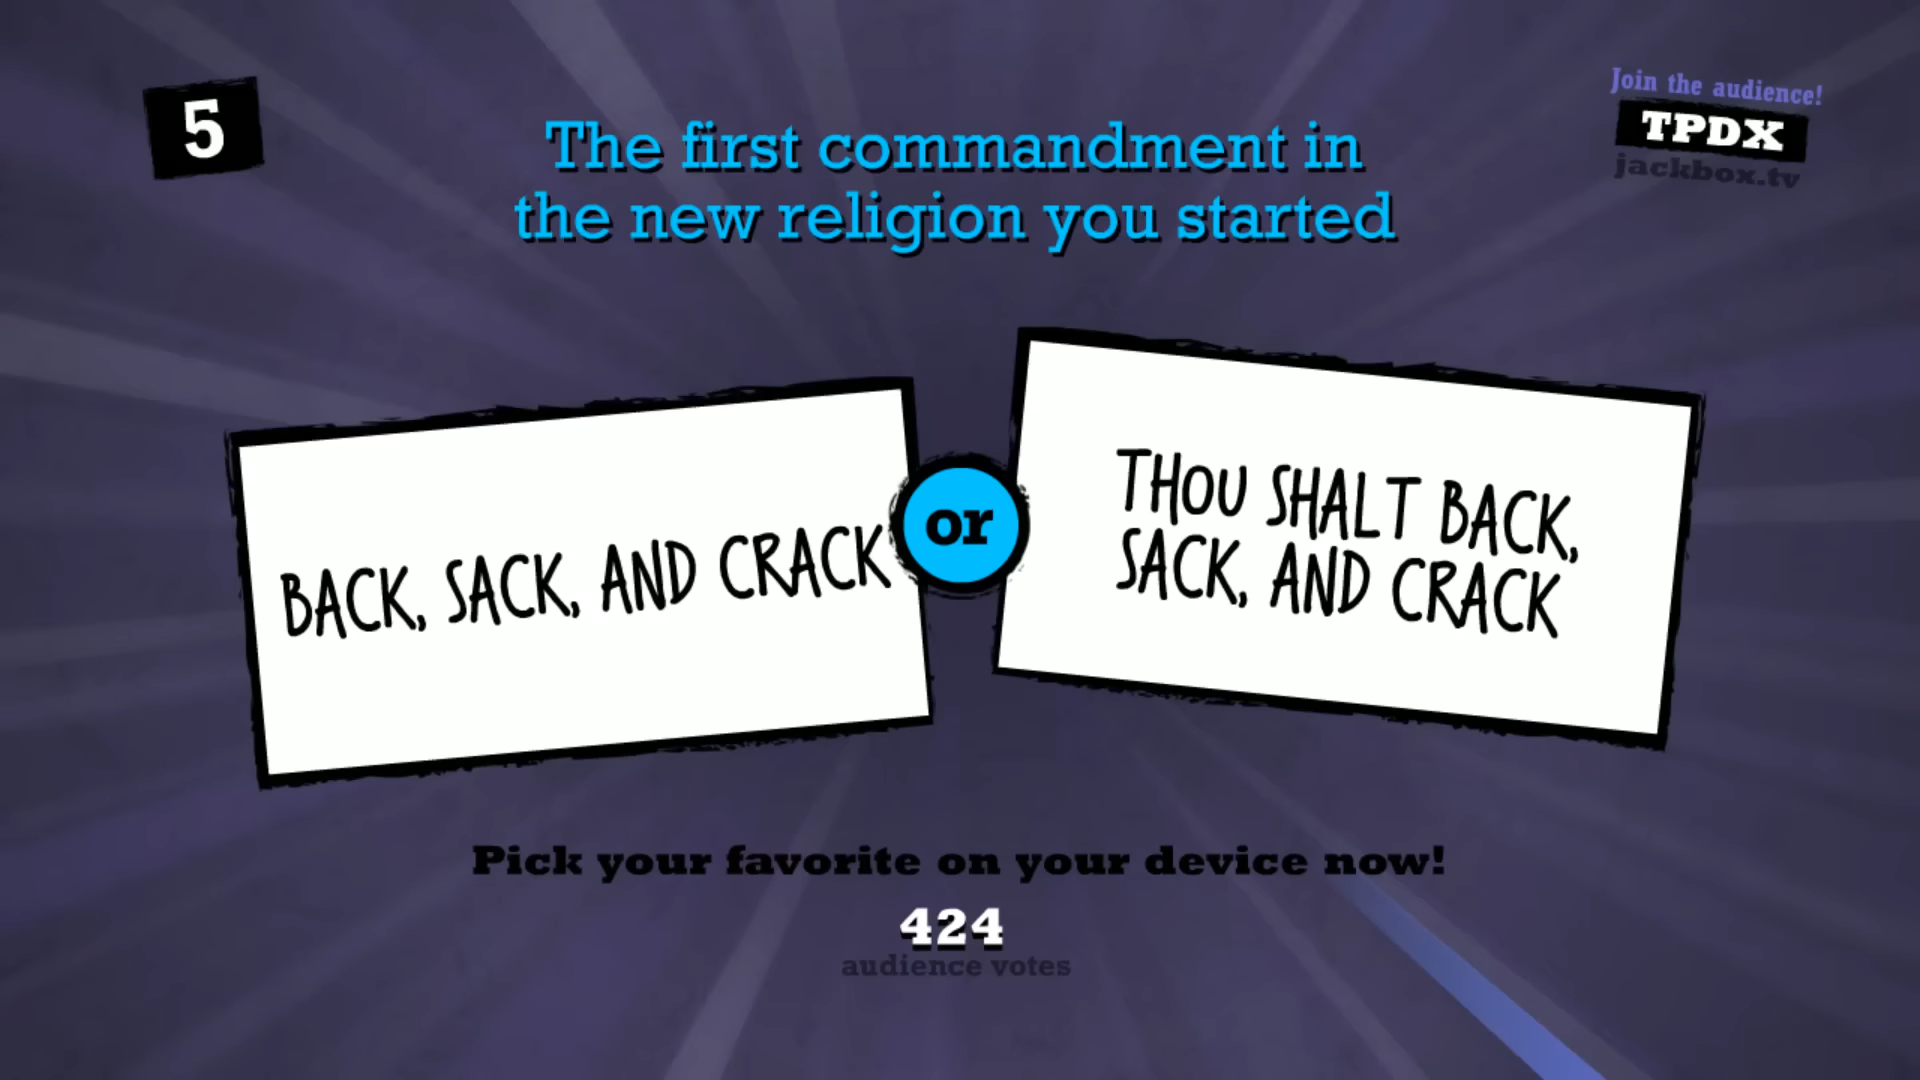 5
Join the audience!
TPDX
jackbox.tv
The first commandment in
the new religion you started
BACK, SACK, AND CRACK
or
THOU SHALT BACK,
SACK, AND CRACK
Pick your favorite on your device now!
424
audience votes